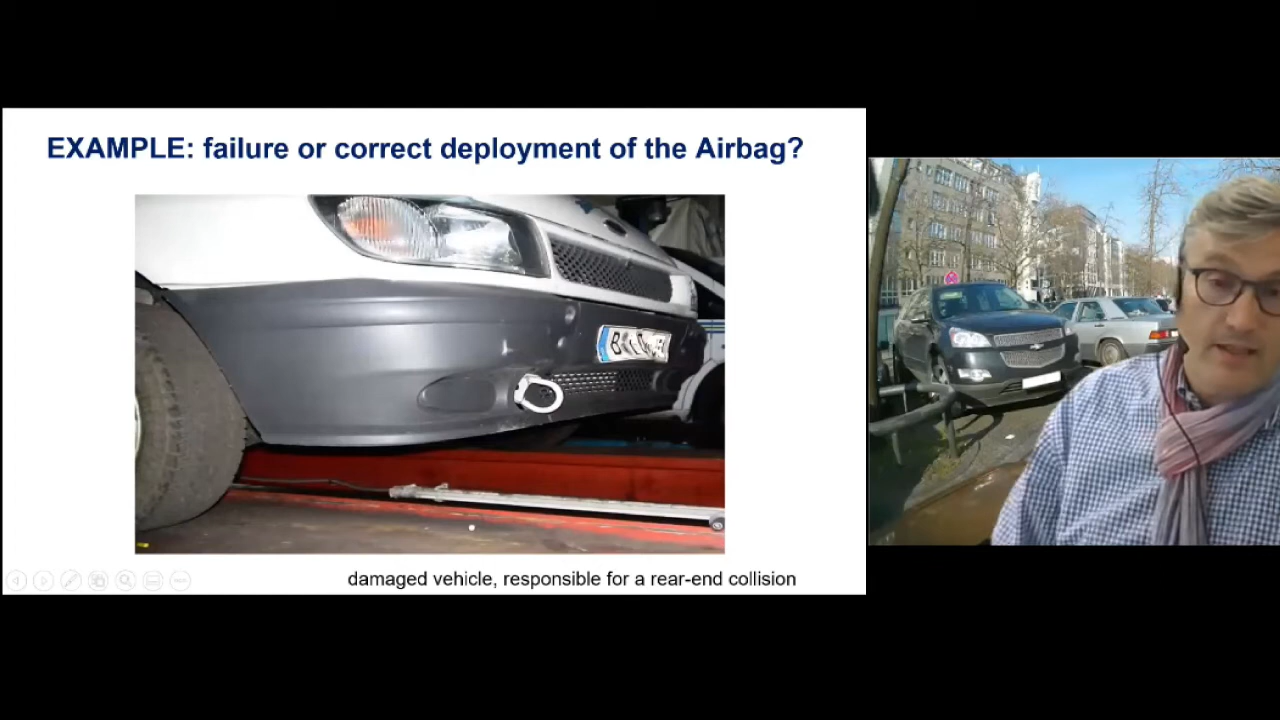 EXAMPLE: failure or correct deployment of the Airbag?
damaged vehicle, responsible for a rear-end collision